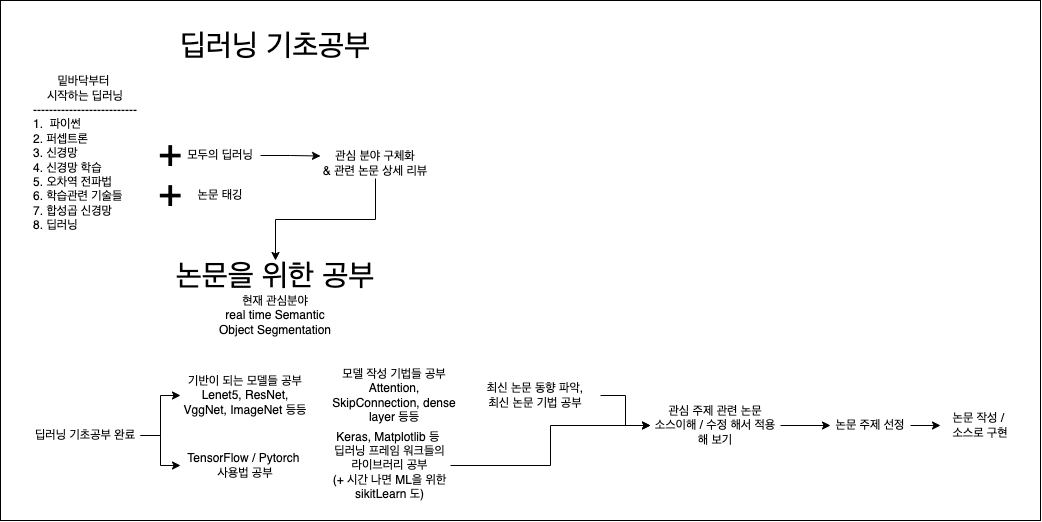 딥러닝 기초공부
밑바닥부터
시작하는 딥러닝
---------------------------
1. 파이썬
2. 퍼셉트론
3. 신경망
4. 신경망 학습
5. 오차역 전파법
6. 학습관련 기술들
7. 합성곱 신경망
8. 딥러닝
+ 모두의 딥러닝
+ 논문 태깅
관심 분야 구체화
& 관련 논문 상세 리뷰
논문을 위한 공부
현재 관심분야
real time Semantic
Object Segmentation
딥러닝 기초공부 완료
기반이 되는 모델들 공부
Lenet5, ResNet,
VggNet, ImageNet 등등
TensorFlow / Pytorch
사용법 공부
모델 작성 기법들 공부
Attention,
SkipConnection, dense
layer 등등
Keras, Matplotlib 등
딥러닝 프레임 워크들의
라이브러리 공부
(+ 시간 나면 ML을 위한
sikitLearn 도)
최신 논문 동향 파악,
최신 논문 기법 공부
관심 주제 관련 논문
소스이해 / 수정 해서 적용
해 보기
논문 주제 선정
논문 작성 /
소스로 구현